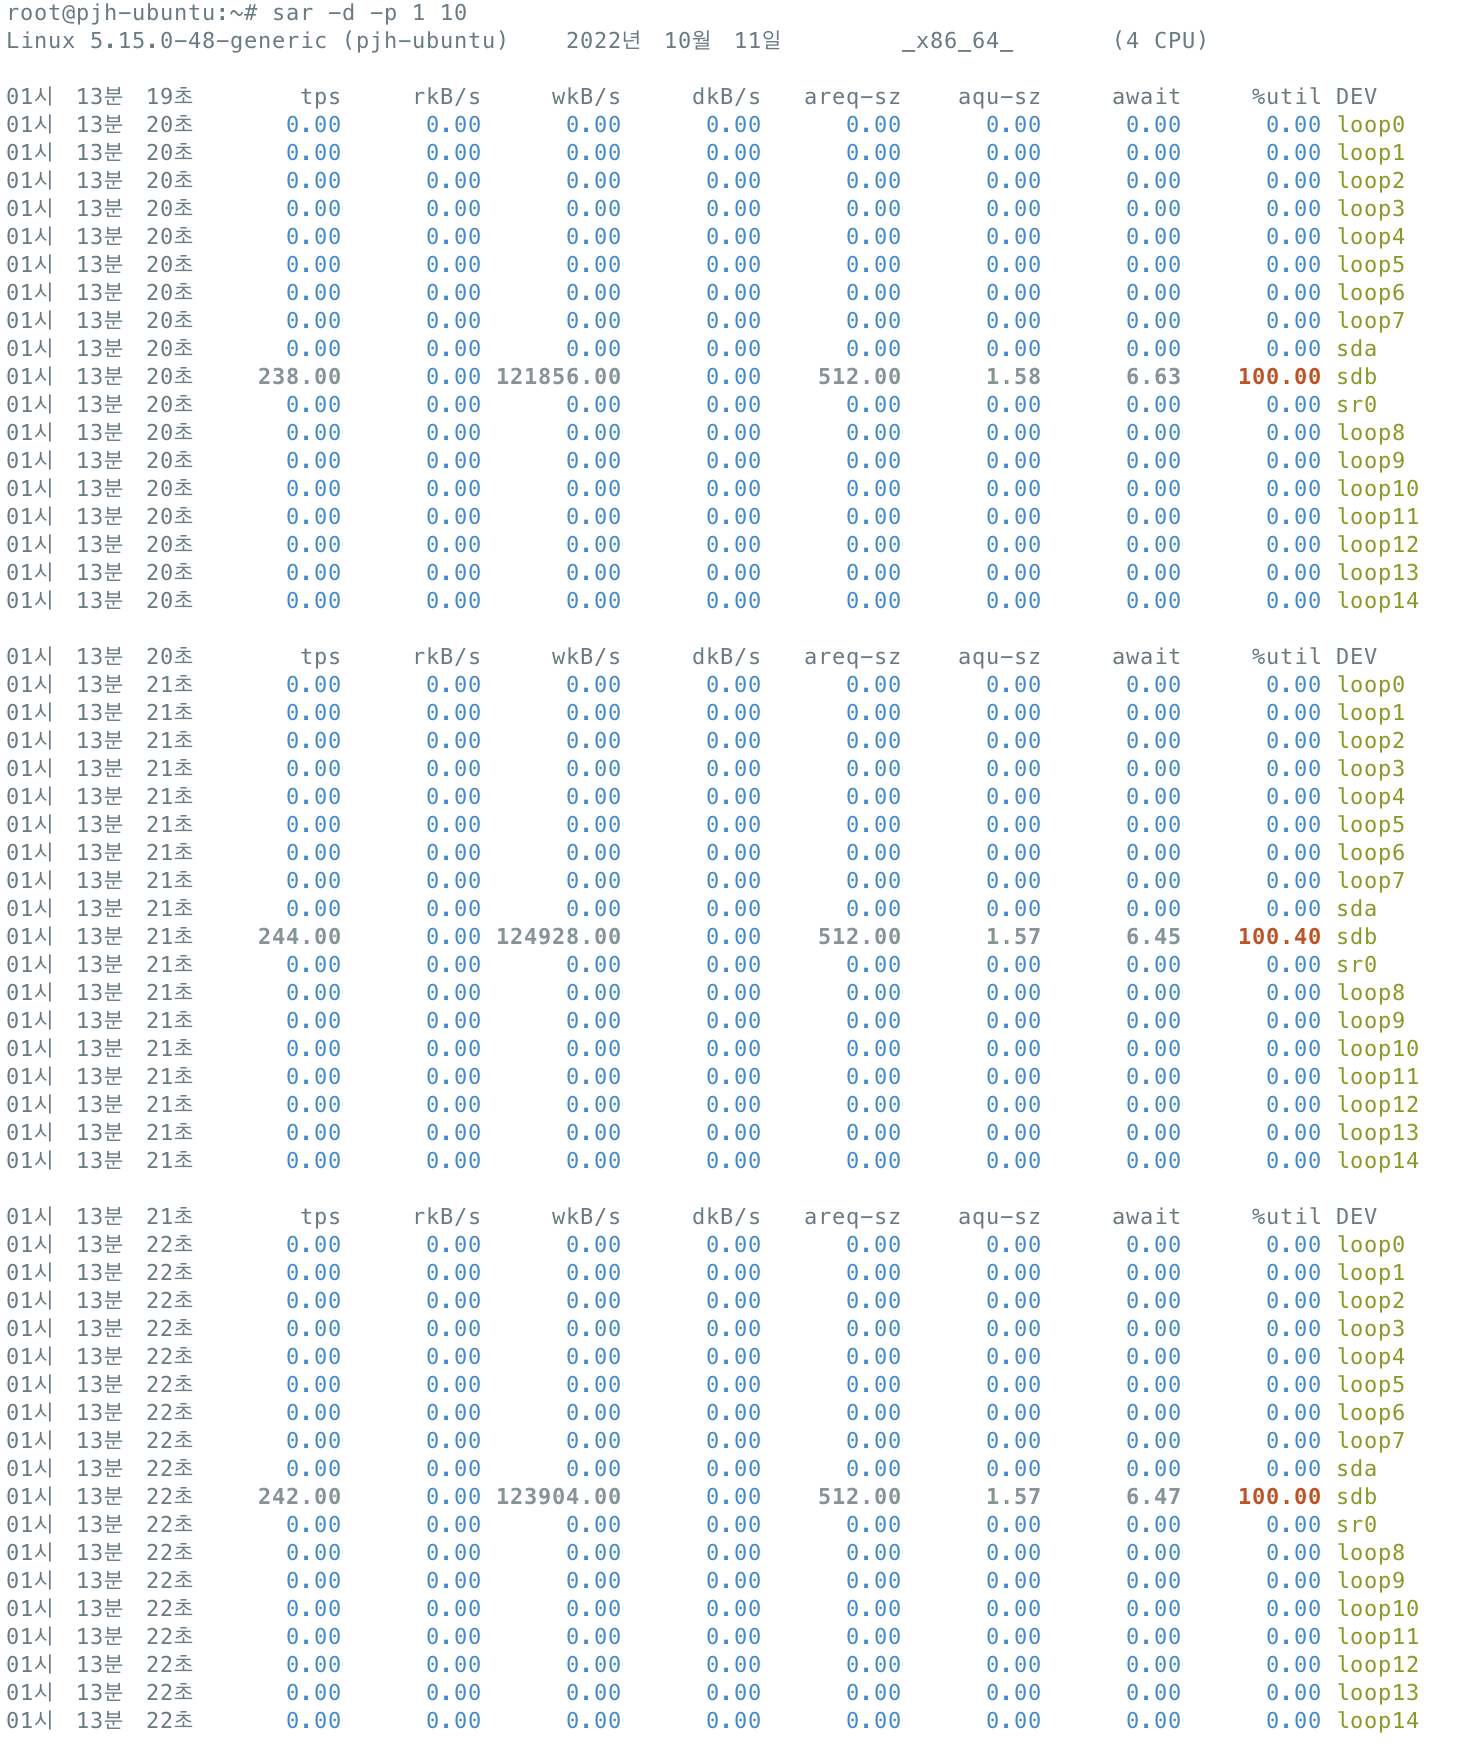 root@pjh-ubuntu:~# sar -d -p 1 10
Linux 5.15.0-48-generic (pjh-ubuntu) 2022년 10월 11일 _x86_64_ (4 CPU)
01시 13분 19초 tps rkB/s wkB/s dkB/s areq-sz aqu-sz await %util DEV
01시 13분 20초 0.00 0.00 0.00 0.00 0.00 0.00 0.00 0.00 loop0
01시 13분 20초 0.00 0.00 0.00 0.00 0.00 0.00 0.00 0.00 loop1
01시 13분 20초 0.00 0.00 0.00 0.00 0.00 0.00 0.00 0.00 loop2
01시 13분 20초 0.00 0.00 0.00 0.00 0.00 0.00 0.00 0.00 loop3
01시 13분 20초 0.00 0.00 0.00 0.00 0.00 0.00 0.00 0.00 loop4
01시 13분 20초 0.00 0.00 0.00 0.00 0.00 0.00 0.00 0.00 loop5
01시 13분 20초 0.00 0.00 0.00 0.00 0.00 0.00 0.00 0.00 loop6
01시 13분 20초 0.00 0.00 0.00 0.00 0.00 0.00 0.00 0.00 loop7
01시 13분 20초 0.00 0.00 0.00 0.00 0.00 0.00 0.00 0.00 sda
01시 13분 20초 238.00 0.00 121856.00 0.00 512.00 1.58 6.63 100.00 sdb
01시 13분 20초 0.00 0.00 0.00 0.00 0.00 0.00 0.00 0.00 sr0
01시 13분 20초 0.00 0.00 0.00 0.00 0.00 0.00 0.00 0.00 loop8
01시 13분 20초 0.00 0.00 0.00 0.00 0.00 0.00 0.00 0.00 loop9
01시 13분 20초 0.00 0.00 0.00 0.00 0.00 0.00 0.00 0.00 loop10
01시 13분 20초 0.00 0.00 0.00 0.00 0.00 0.00 0.00 0.00 loop11
01시 13분 20초 0.00 0.00 0.00 0.00 0.00 0.00 0.00 0.00 loop12
01시 13분 20초 0.00 0.00 0.00 0.00 0.00 0.00 0.00 0.00 loop13
01시 13분 20초 0.00 0.00 0.00 0.00 0.00 0.00 0.00 0.00 loop14
01시 13분 20초 tps rkB/s wkB/s dkB/s areq-sz aqu-sz await %util DEV
01시 13분 21초 0.00 0.00 0.00 0.00 0.00 0.00 0.00 0.00 loop0
01시 13분 21초 0.00 0.00 0.00 0.00 0.00 0.00 0.00 0.00 loop1
01시 13분 21초 0.00 0.00 0.00 0.00 0.00 0.00 0.00 0.00 loop2
01시 13분 21초 0.00 0.00 0.00 0.00 0.00 0.00 0.00 0.00 loop3
01시 13분 21초 0.00 0.00 0.00 0.00 0.00 0.00 0.00 0.00 loop4
01시 13분 21초 0.00 0.00 0.00 0.00 0.00 0.00 0.00 0.00 loop5
01시 13분 21초 0.00 0.00 0.00 0.00 0.00 0.00 0.00 0.00 loop6
01시 13분 21초 0.00 0.00 0.00 0.00 0.00 0.00 0.00 0.00 loop7
01시 13분 21초 0.00 0.00 0.00 0.00 0.00 0.00 0.00 0.00 sda
01시 13분 21초 244.00 0.00 124928.00 0.00 512.00 1.57 6.45 100.40 sdb
01시 13분 21초 0.00 0.00 0.00 0.00 0.00 0.00 0.00 0.00 sr0
01시 13분 21초 0.00 0.00 0.00 0.00 0.00 0.00 0.00 0.00 loop8
01시 13분 21초 0.00 0.00 0.00 0.00 0.00 0.00 0.00 0.00 loop9
01시 13분 21초 0.00 0.00 0.00 0.00 0.00 0.00 0.00 0.00 loop10
01시 13분 21초 0.00 0.00 0.00 0.00 0.00 0.00 0.00 0.00 loop11
01시 13분 21초 0.00 0.00 0.00 0.00 0.00 0.00 0.00 0.00 loop12
01시 13분 21초 0.00 0.00 0.00 0.00 0.00 0.00 0.00 0.00 loop13
01시 13분 21초 0.00 0.00 0.00 0.00 0.00 0.00 0.00 0.00 loop14
01시 13분 21초 tps rkB/s wkB/s dkB/s areq-sz aqu-sz await %util DEV
01시 13분 22초 0.00 0.00 0.00 0.00 0.00 0.00 0.00 0.00 loop0
01시 13분 22초 0.00 0.00 0.00 0.00 0.00 0.00 0.00 0.00 loop1
01시 13분 22초 0.00 0.00 0.00 0.00 0.00 0.00 0.00 0.00 loop2
01시 13분 22초 0.00 0.00 0.00 0.00 0.00 0.00 0.00 0.00 loop3
01시 13분 22초 0.00 0.00 0.00 0.00 0.00 0.00 0.00 0.00 loop4
01시 13분 22초 0.00 0.00 0.00 0.00 0.00 0.00 0.00 0.00 loop5
01시 13분 22초 0.00 0.00 0.00 0.00 0.00 0.00 0.00 0.00 loop6
01시 13분 22초 0.00 0.00 0.00 0.00 0.00 0.00 0.00 0.00 loop7
01시 13분 22초 0.00 0.00 0.00 0.00 0.00 0.00 0.00 0.00 sda
01시 13분 22초 242.00 0.00 123904.00 0.00 512.00 1.57 6.47 100.00 sdb
01시 13분 22초 0.00 0.00 0.00 0.00 0.00 0.00 0.00 0.00 sr0
01시 13분 22초 0.00 0.00 0.00 0.00 0.00 0.00 0.00 0.00 loop8
01시 13분 22초 0.00 0.00 0.00 0.00 0.00 0.00 0.00 0.00 loop9
01시 13분 22초 0.00 0.00 0.00 0.00 0.00 0.00 0.00 0.00 loop10
01시 13분 22초 0.00 0.00 0.00 0.00 0.00 0.00 0.00 0.00 loop11
01시 13분 22초 0.00 0.00 0.00 0.00 0.00 0.00 0.00 0.00 loop12
01시 13분 22초 0.00 0.00 0.00 0.00 0.00 0.00 0.00 0.00 loop13
01시 13분 22초 0.00 0.00 0.00 0.00 0.00 0.00 0.00 0.00 loop14